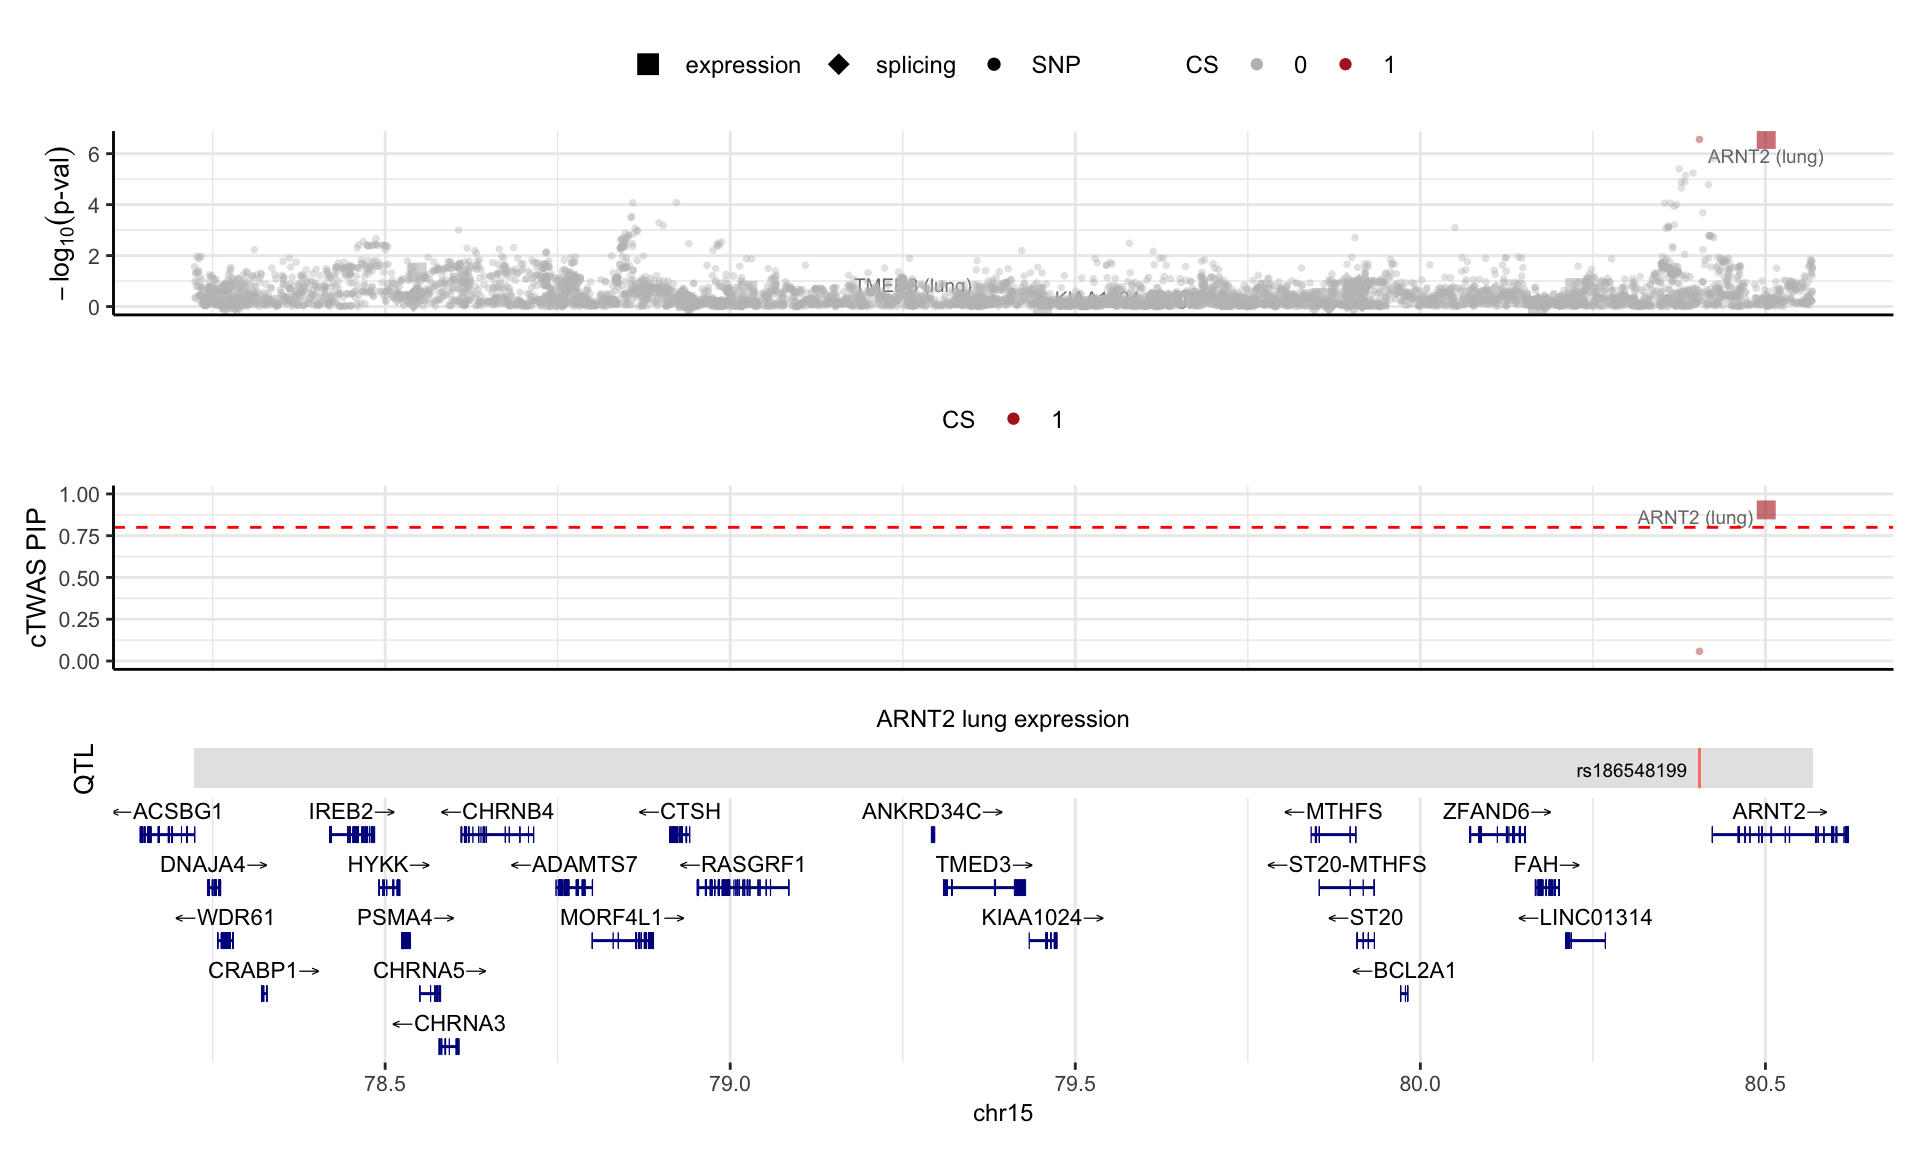 expression splicing SNP CS 0 1
−log10(p-val)
6
4
2
0
ARNT2 (lung)
TMED3 (lung)
CS 1
cTWAS PIP
1.00
0.75
0.50
0.25
0.00
ARNT2 (lung)
ARNT2 lung expression
QTL
rs186548199
←ACSBG1 IREB2→ ←CHRNB4 ←CTSH ANKRD34C→ ←MTHFS ZFAND6→ ARNT2→
DNAJA4→ HYKK→ ←ADAMTS7 ←RASGRF1 TMED3→ ←ST20-MTHFS FAH→
←WDR61 PSMA4→ MORF4L1→ KIAA1024→ ←ST20 ←LINC01314
CRABP1→ CHRNA5→ ←BCL2A1
←CHRNA3
78.5 79.0 79.5 80.0 80.5
chr15